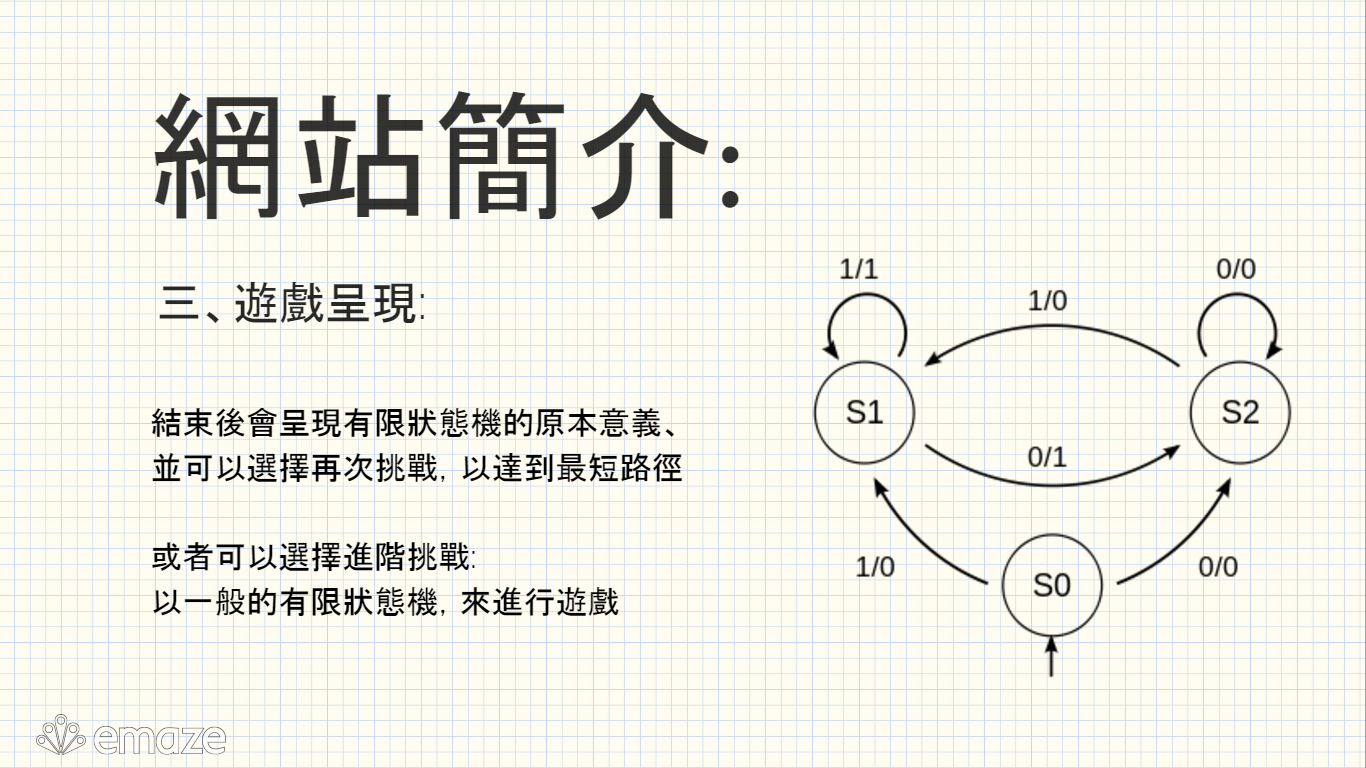 網站簡介:
三、遊戲呈現:
結束後會呈現有限狀態機的原本意義、
並可以選擇再次挑戰, 以達到最短路徑
或者可以選擇進階挑戰:
以一般的有限狀態機, 來進行遊戲
1/1
0/0
1/0
S1
S2
0/1
1/0
S0
0/0
emaze